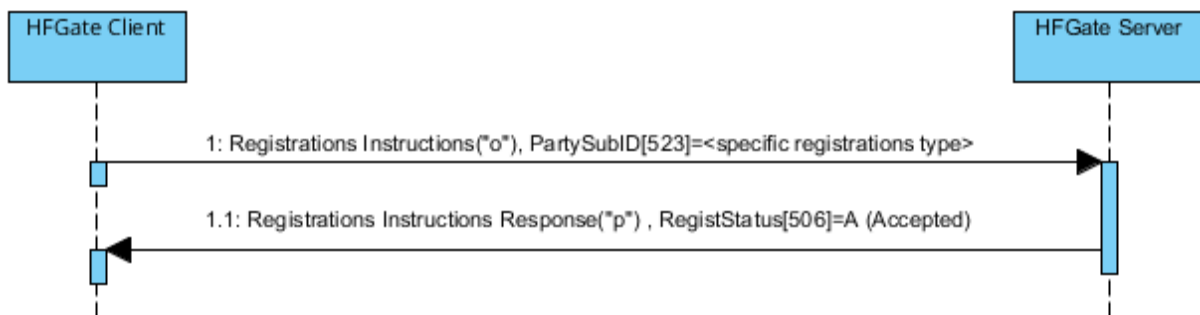 HFGate Client
HFGate Server
1: Registrations Instructions("o"), PartySubID[523]=<specific registrations type>
1.1: Registrations Instructions Response("p") , RegistStatus[506]=A (Accepted)